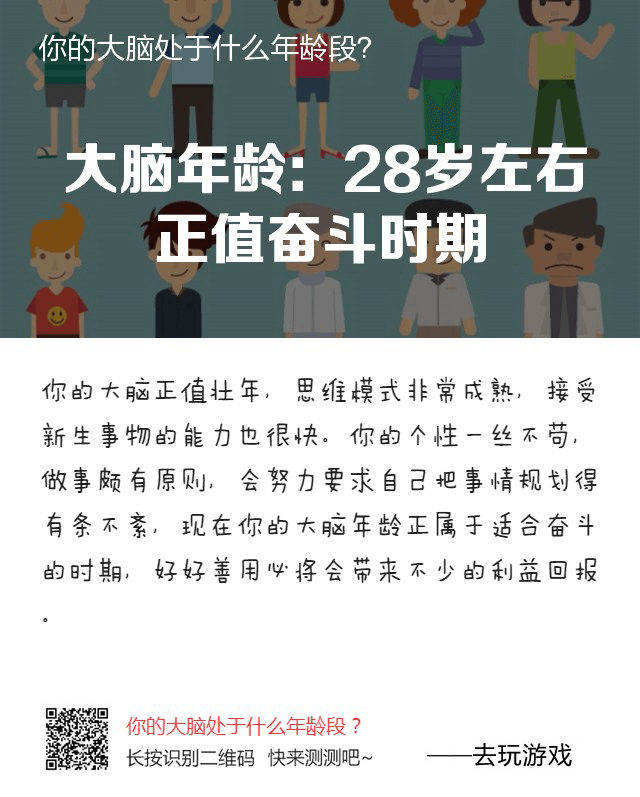 你的大脑处于什么年龄段?
大脑年龄：28岁左右
正值奋斗时期
你的大脑正值壮年，思维模式非常成熟，接受
新生事物的能力也很快。你的个性一丝不苟，
做事颇有原则，会努力要求自己把事情规划得
有条不紊，现在你的大脑年龄正属于适合奋斗
的时期，好好善用必将会带来不少的利益回报
。
你的大脑处于什么年龄段？
长按识别二维码 快来测测吧~
——去玩游戏